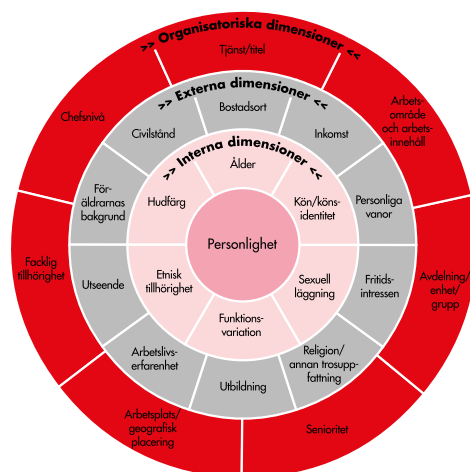 >> Organisatoriska dimensioner <<
Tjänst/titel
Arbets-
område
och arbets-
innehåll
Avdelning/
enhet/
grupp
Senioritet
Arbetsplats/
geografisk
placering
Facklig
tillhörighet
Chefsnivå
>> Externa dimensioner <<
Bostadsort
Inkomst
Personliga
vanor
Fritids-
intressen
Religion/
annan trosupp-
fattning
Utbildning
Arbetslivs-
erfarenhet
Utseende
För-
äldrarnas
bakgrund
Civilstånd
>> Interna dimensioner <<
Ålder
Kön/köns-
identitet
Sexuell
läggning
Funktions-
variation
Etnisk
tillhörighet
Hudfärg
Personlighet